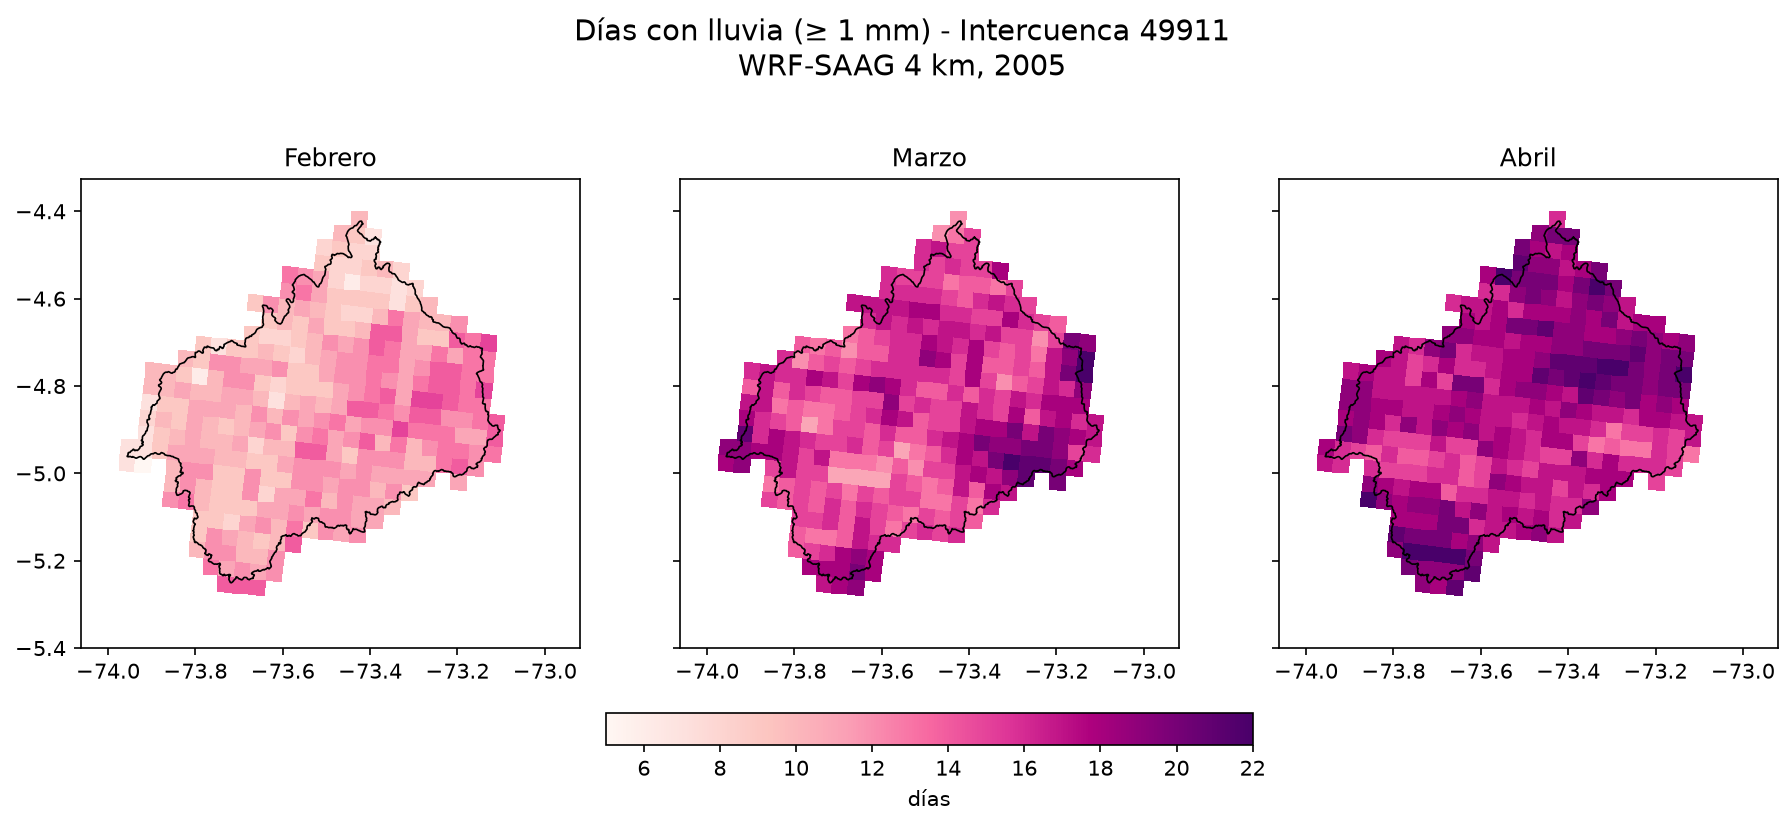 Días con lluvia (≥ 1 mm) - Intercuenca 49911
WRF-SAAG 4 km, 2005
Febrero
Marzo
Abril
−4.4
−4.6
−4.8
−5.0
−5.2
−5.4
−74.0 −73.8 −73.6 −73.4 −73.2 −73.0
−74.0 −73.8 −73.6 −73.4 −73.2 −73.0
−74.0 −73.8 −73.6 −73.4 −73.2 −73.0
6 8 10 12 14 16 18 20 22
días